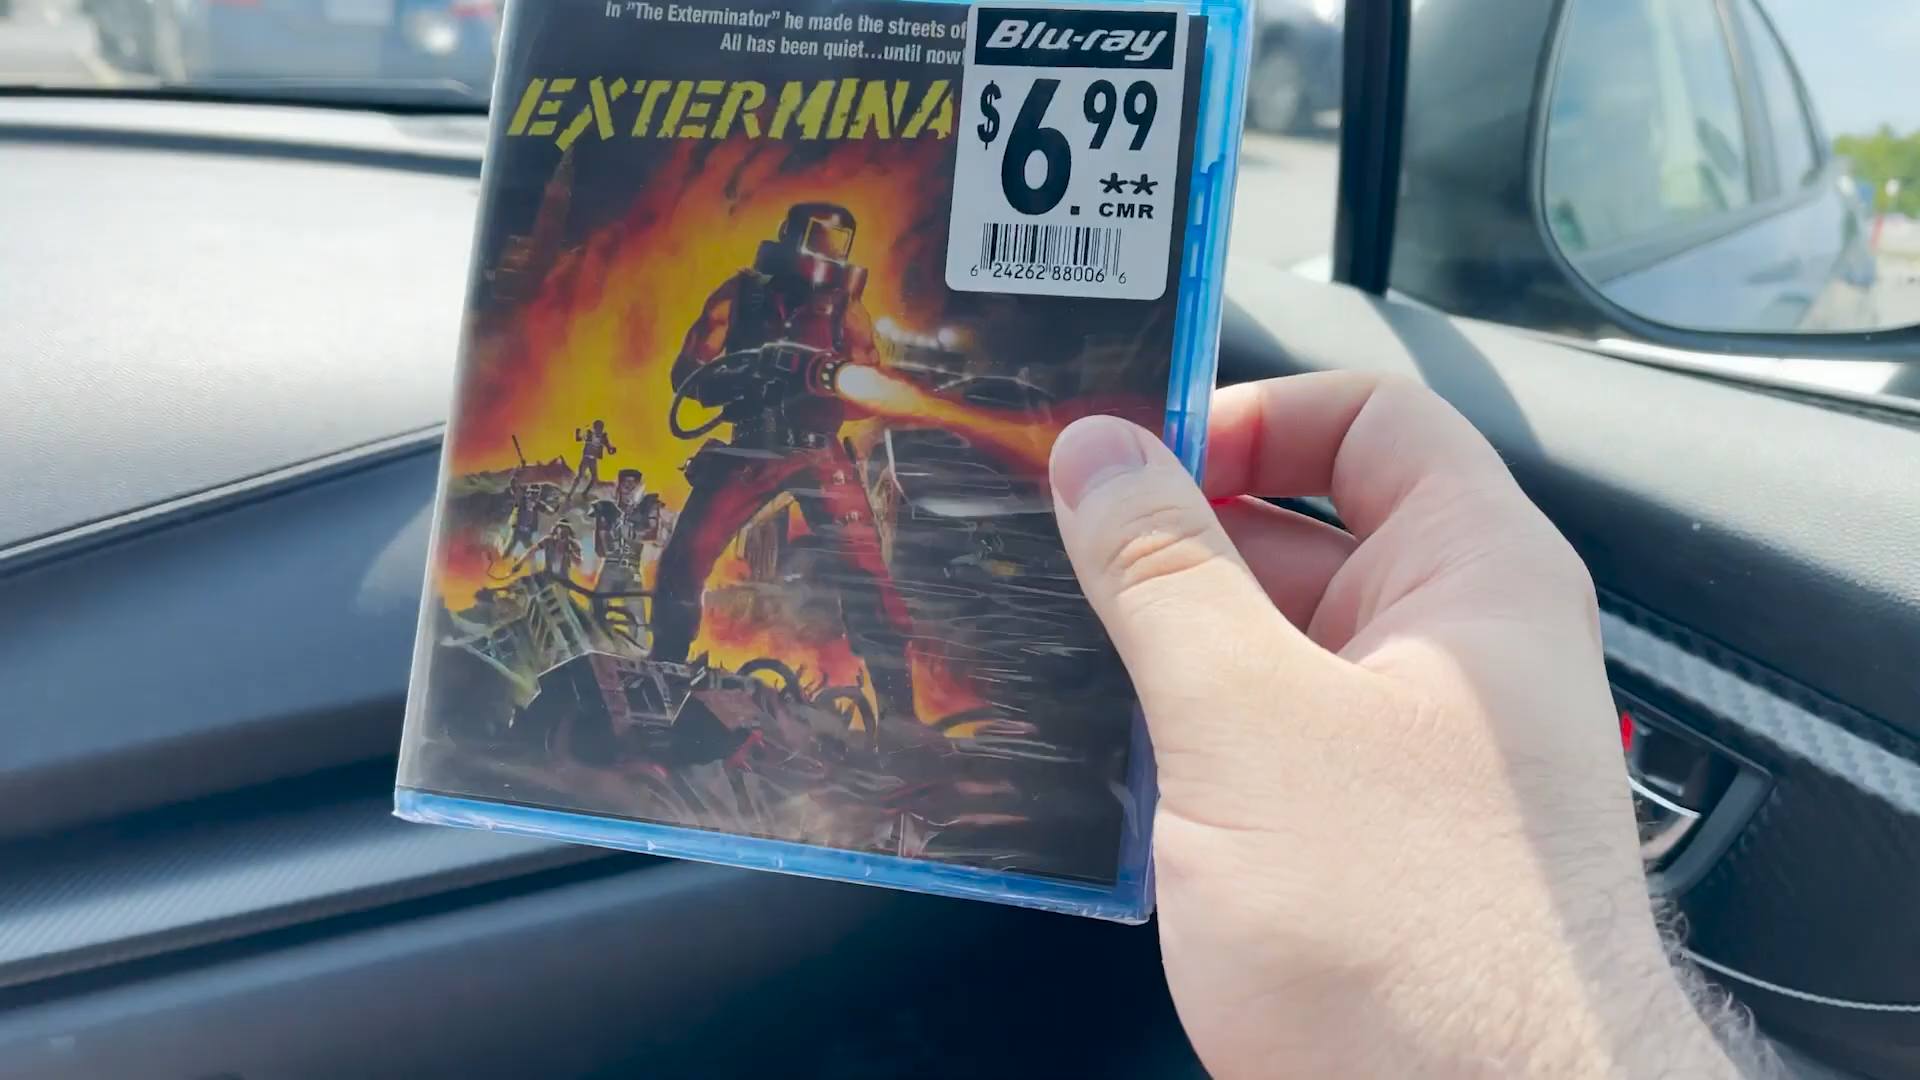 In "The Exterminator" he made the streets of
All has been quiet...until now
EXTERMINA
Blu-ray
$6.99
**
CMR
6 24262 88006 6